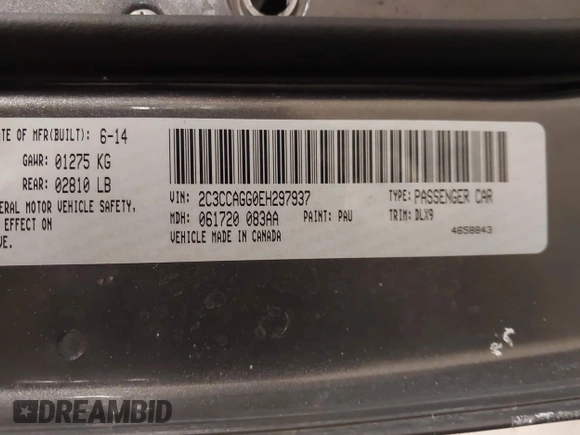 ATE OF MFR(BUILT): 6-14
GAWR: 01275 KG
REAR: 02810 LB
ERAL MOTOR VEHICLE SAFETY,
EFFECT ON
VE.
VIN: 2C3CCAGG0EH297937
TYPE: PASSENGER CAR
MDH: 061720 083AA
PAINT: PAU
TRIM: DLX9
VEHICLE MADE IN CANADA
4658843
DREAMBID